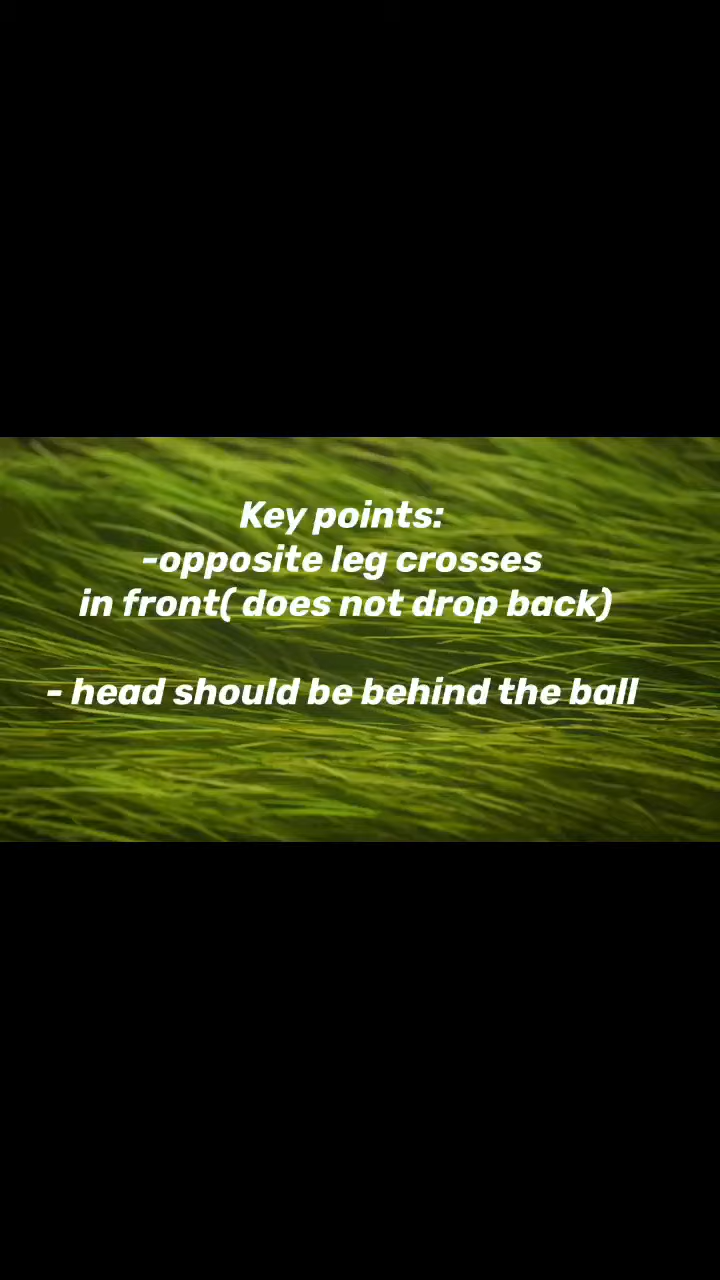 Key points:
-opposite leg crosses
in front( does not drop back)
- head should be behind the ball